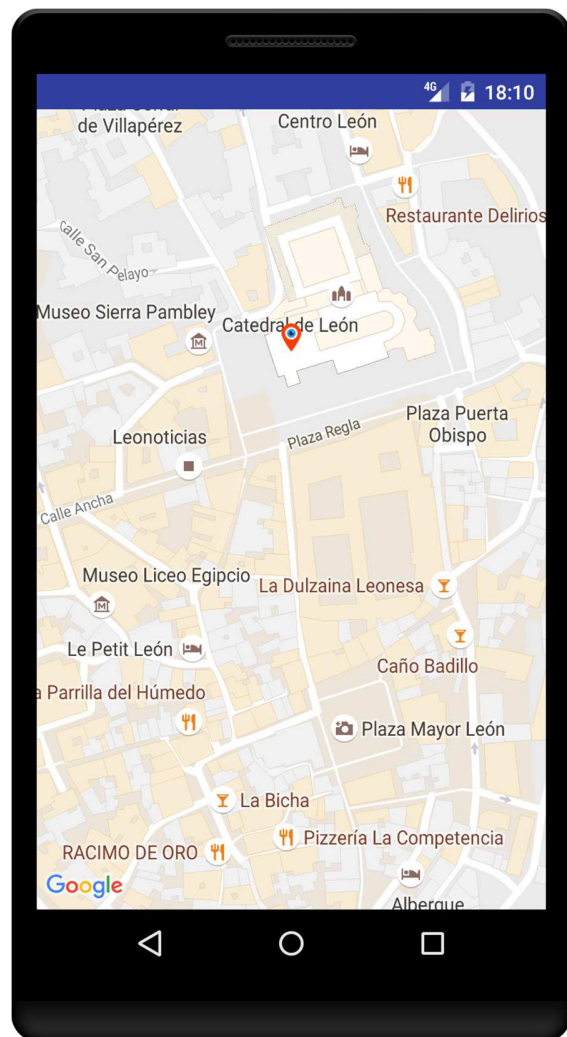 4G 18:10
de Villapérez
Centro León
Restaurante Delirios
Calle San Pelayo
Museo Sierra Pambley
Catedral de León
Plaza Puerta
Obispo
Plaza Regla
Leonoticias
Calle Ancha
Museo Liceo Egipcio
La Dulzaina Leonesa
Le Petit León
Caño Badillo
a Parrilla del Húmedo
Plaza Mayor León
La Bicha
Pizzería La Competencia
RACIMO DE ORO
Google
Albergue